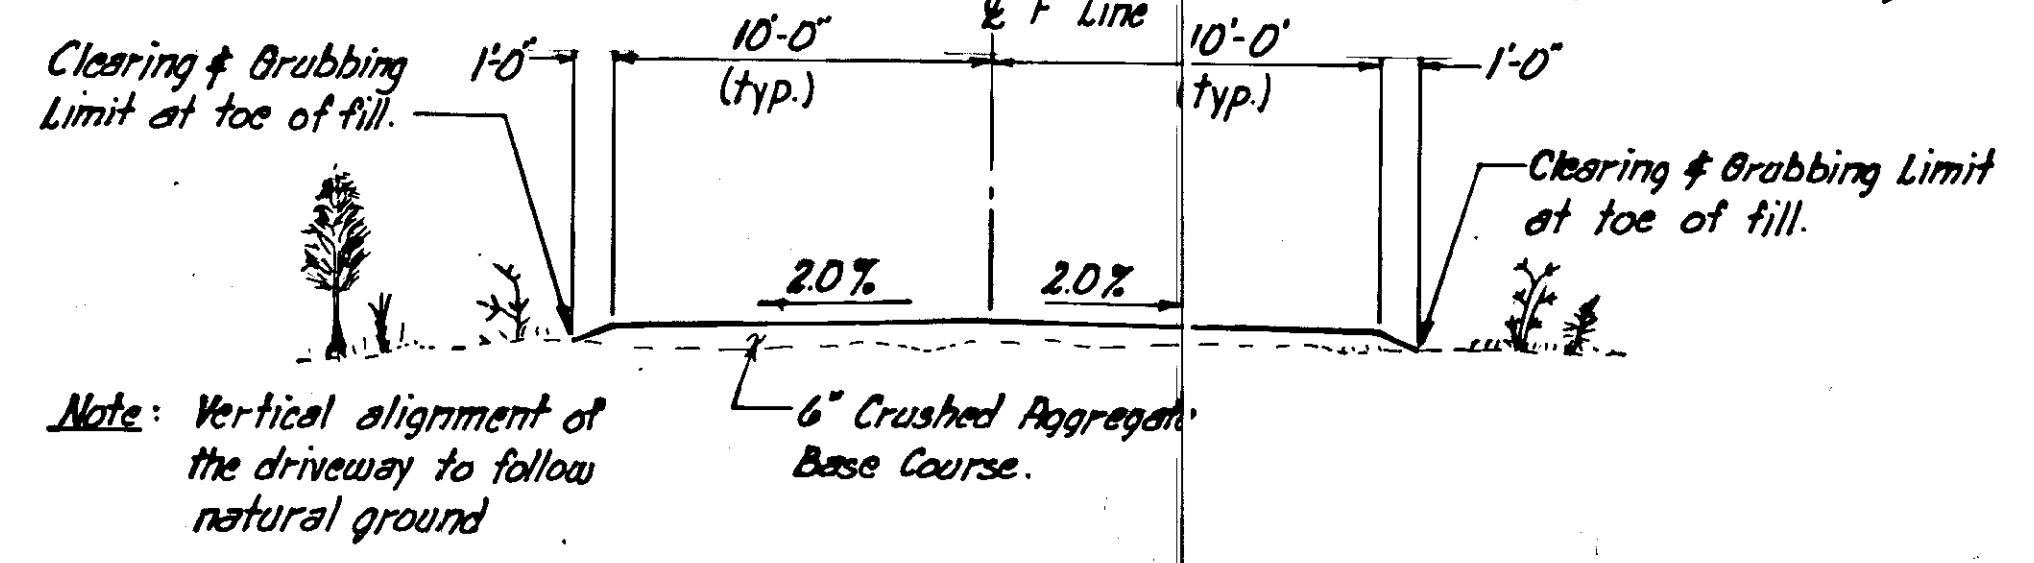 ℄ F Line
Clearing & Grubbing
Limit at toe of fill.
1'-0"
10'-0"
(typ.)
10'-0'
(typ.)
1'-0"
Clearing & Grubbing Limit
at toe of fill.
2.0%
2.0%
Note: Vertical alignment of
the driveway to follow
natural ground
6" Crushed Aggregate
Base Course.